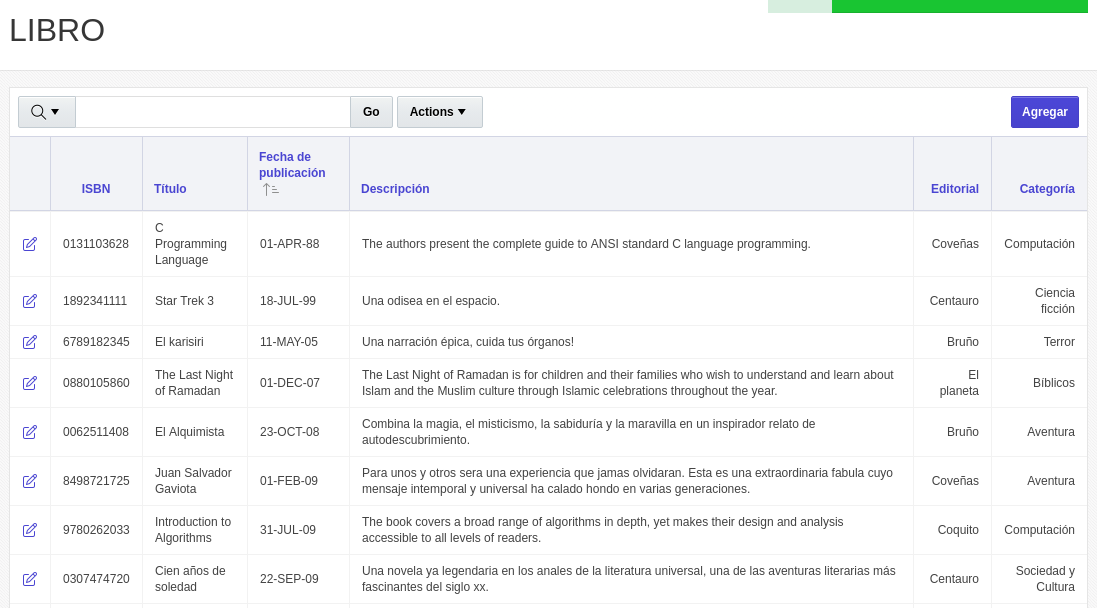 LIBRO
Go
Actions
Agregar
ISBN
Título
Fecha de
publicación
Descripción
Editorial
Categoría
0131103628
C
Programming
Language
01-APR-88
The authors present the complete guide to ANSI standard C language programming.
Coveñas
Computación
1892341111
Star Trek 3
18-JUL-99
Una odisea en el espacio.
Centauro
Ciencia
ficción
6789182345
El karisiri
11-MAY-05
Una narración épica, cuida tus órganos!
Bruño
Terror
0880105860
The Last Night
of Ramadan
01-DEC-07
The Last Night of Ramadan is for children and their families who wish to understand and learn about
Islam and the Muslim culture through Islamic celebrations throughout the year.
El
planeta
Bíblicos
0062511408
El Alquimista
23-OCT-08
Combina la magia, el misticismo, la sabiduría y la maravilla en un inspirador relato de
autodescubrimiento.
Bruño
Aventura
8498721725
Juan Salvador
Gaviota
01-FEB-09
Para unos y otros sera una experiencia que jamas olvidaran. Esta es una extraordinaria fabula cuyo
mensaje intemporal y universal ha calado hondo en varias generaciones.
Coveñas
Aventura
9780262033
Introduction to
Algorithms
31-JUL-09
The book covers a broad range of algorithms in depth, yet makes their design and analysis
accessible to all levels of readers.
Coquito
Computación
0307474720
Cien años de
soledad
22-SEP-09
Una novela ya legendaria en los anales de la literatura universal, una de las aventuras literarias más
fascinantes del siglo xx.
Centauro
Sociedad y
Cultura